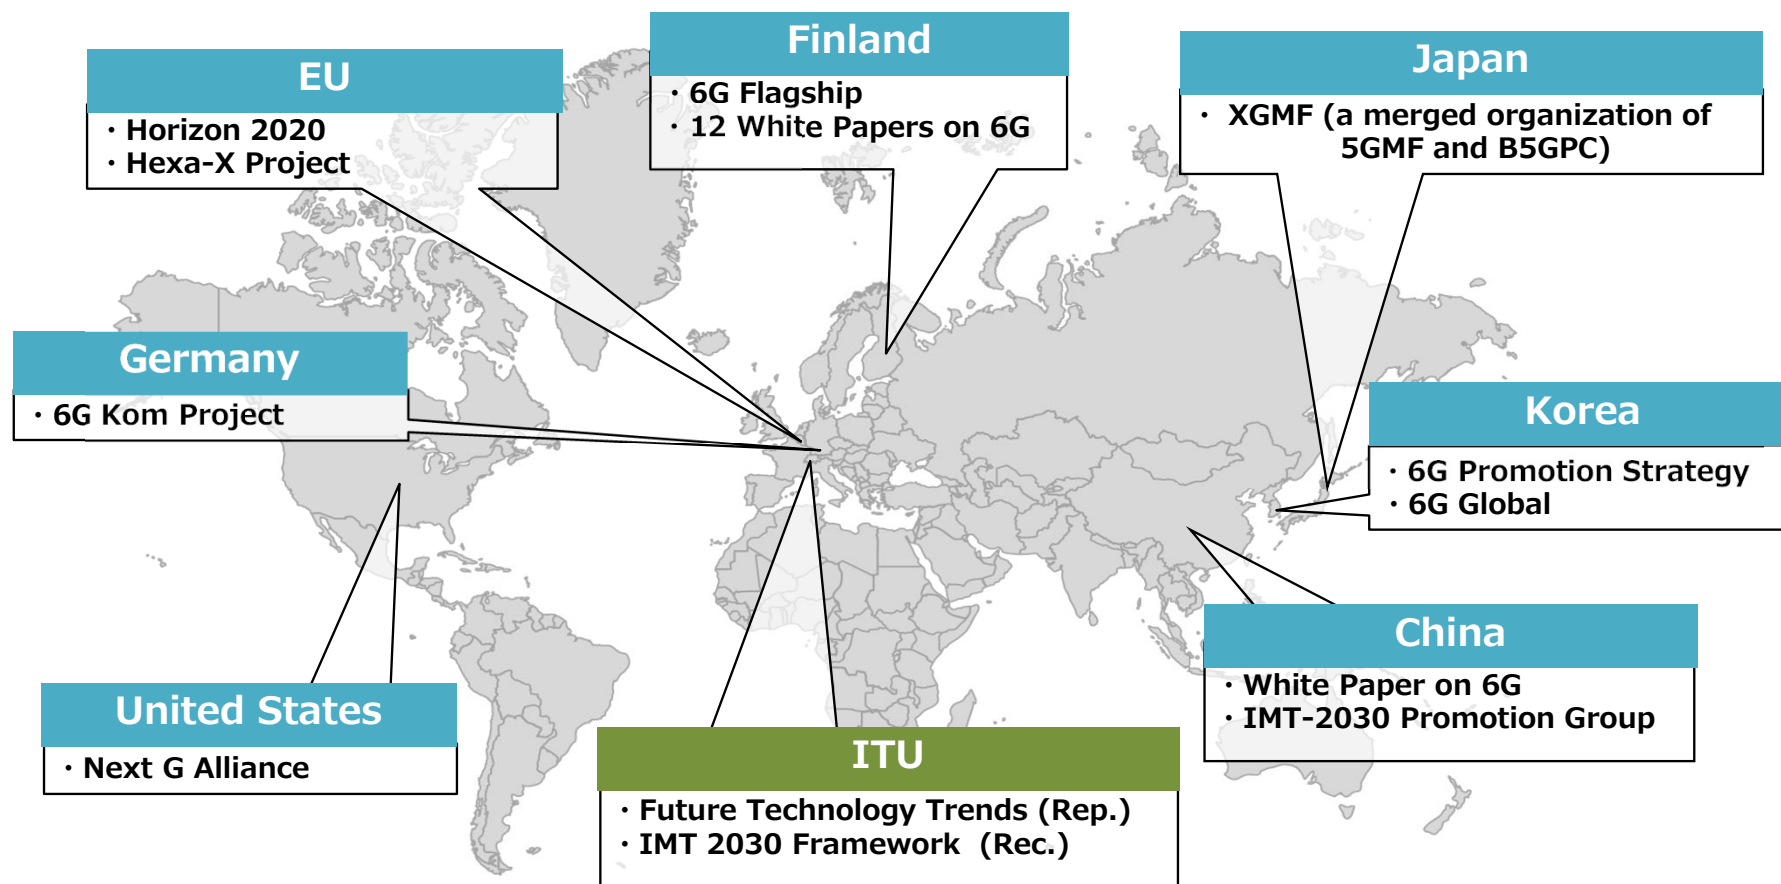 EU
・Horizon 2020
・Hexa-X Project
Finland
・6G Flagship
・12 White Papers on 6G
Japan
・ XGMF (a merged organization of
5GMF and B5GPC)
Germany
・6G Kom Project
Korea
・6G Promotion Strategy
・6G Global
United States
・Next G Alliance
ITU
・Future Technology Trends (Rep.)
・IMT 2030 Framework  (Rec.)
China
・White Paper on 6G
・IMT-2030 Promotion Group